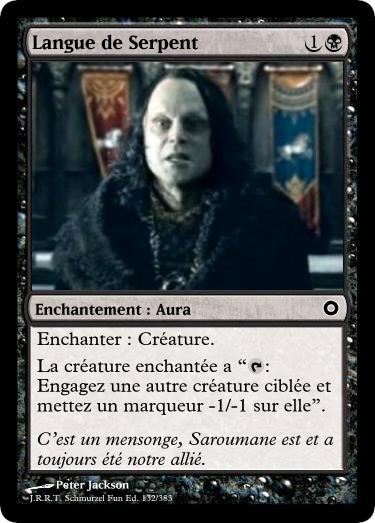 Langue de Serpent 1
Enchantement : Aura
Enchanter : Créature.
La créature enchantée a “ :
Engagez une autre créature ciblée et
mettez un marqueur -1/-1 sur elle”.
C'est un mensonge, Saroumane est et a
toujours été notre allié.
Peter Jackson
J.R.R.T. Schmurzel Fun Ed. 132/383